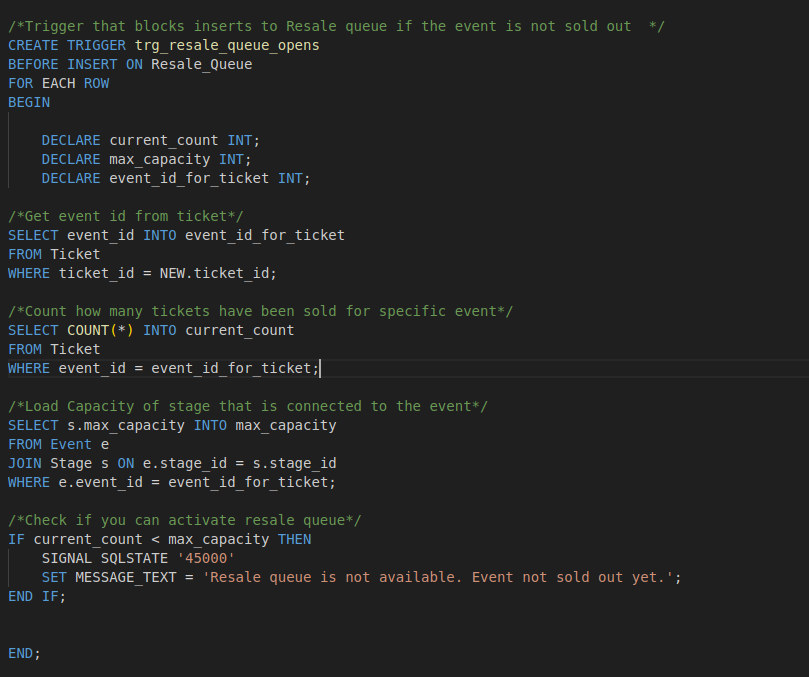 /*Trigger that blocks inserts to Resale queue if the event is not sold out  */
CREATE TRIGGER trg_resale_queue_opens
BEFORE INSERT ON Resale_Queue
FOR EACH ROW
BEGIN
    DECLARE current_count INT;
    DECLARE max_capacity INT;
    DECLARE event_id_for_ticket INT;
/*Get event id from ticket*/
SELECT event_id INTO event_id_for_ticket
FROM Ticket
WHERE ticket_id = NEW.ticket_id;
/*Count how many tickets have been sold for specific event*/
SELECT COUNT(*) INTO current_count
FROM Ticket
WHERE event_id = event_id_for_ticket;
/*Load Capacity of stage that is connected to the event*/
SELECT s.max_capacity INTO max_capacity
FROM Event e
JOIN Stage s ON e.stage_id = s.stage_id
WHERE e.event_id = event_id_for_ticket;
/*Check if you can activate resale queue*/
IF current_count < max_capacity THEN
    SIGNAL SQLSTATE '45000'
    SET MESSAGE_TEXT = 'Resale queue is not available. Event not sold out yet.';
END IF;
END;